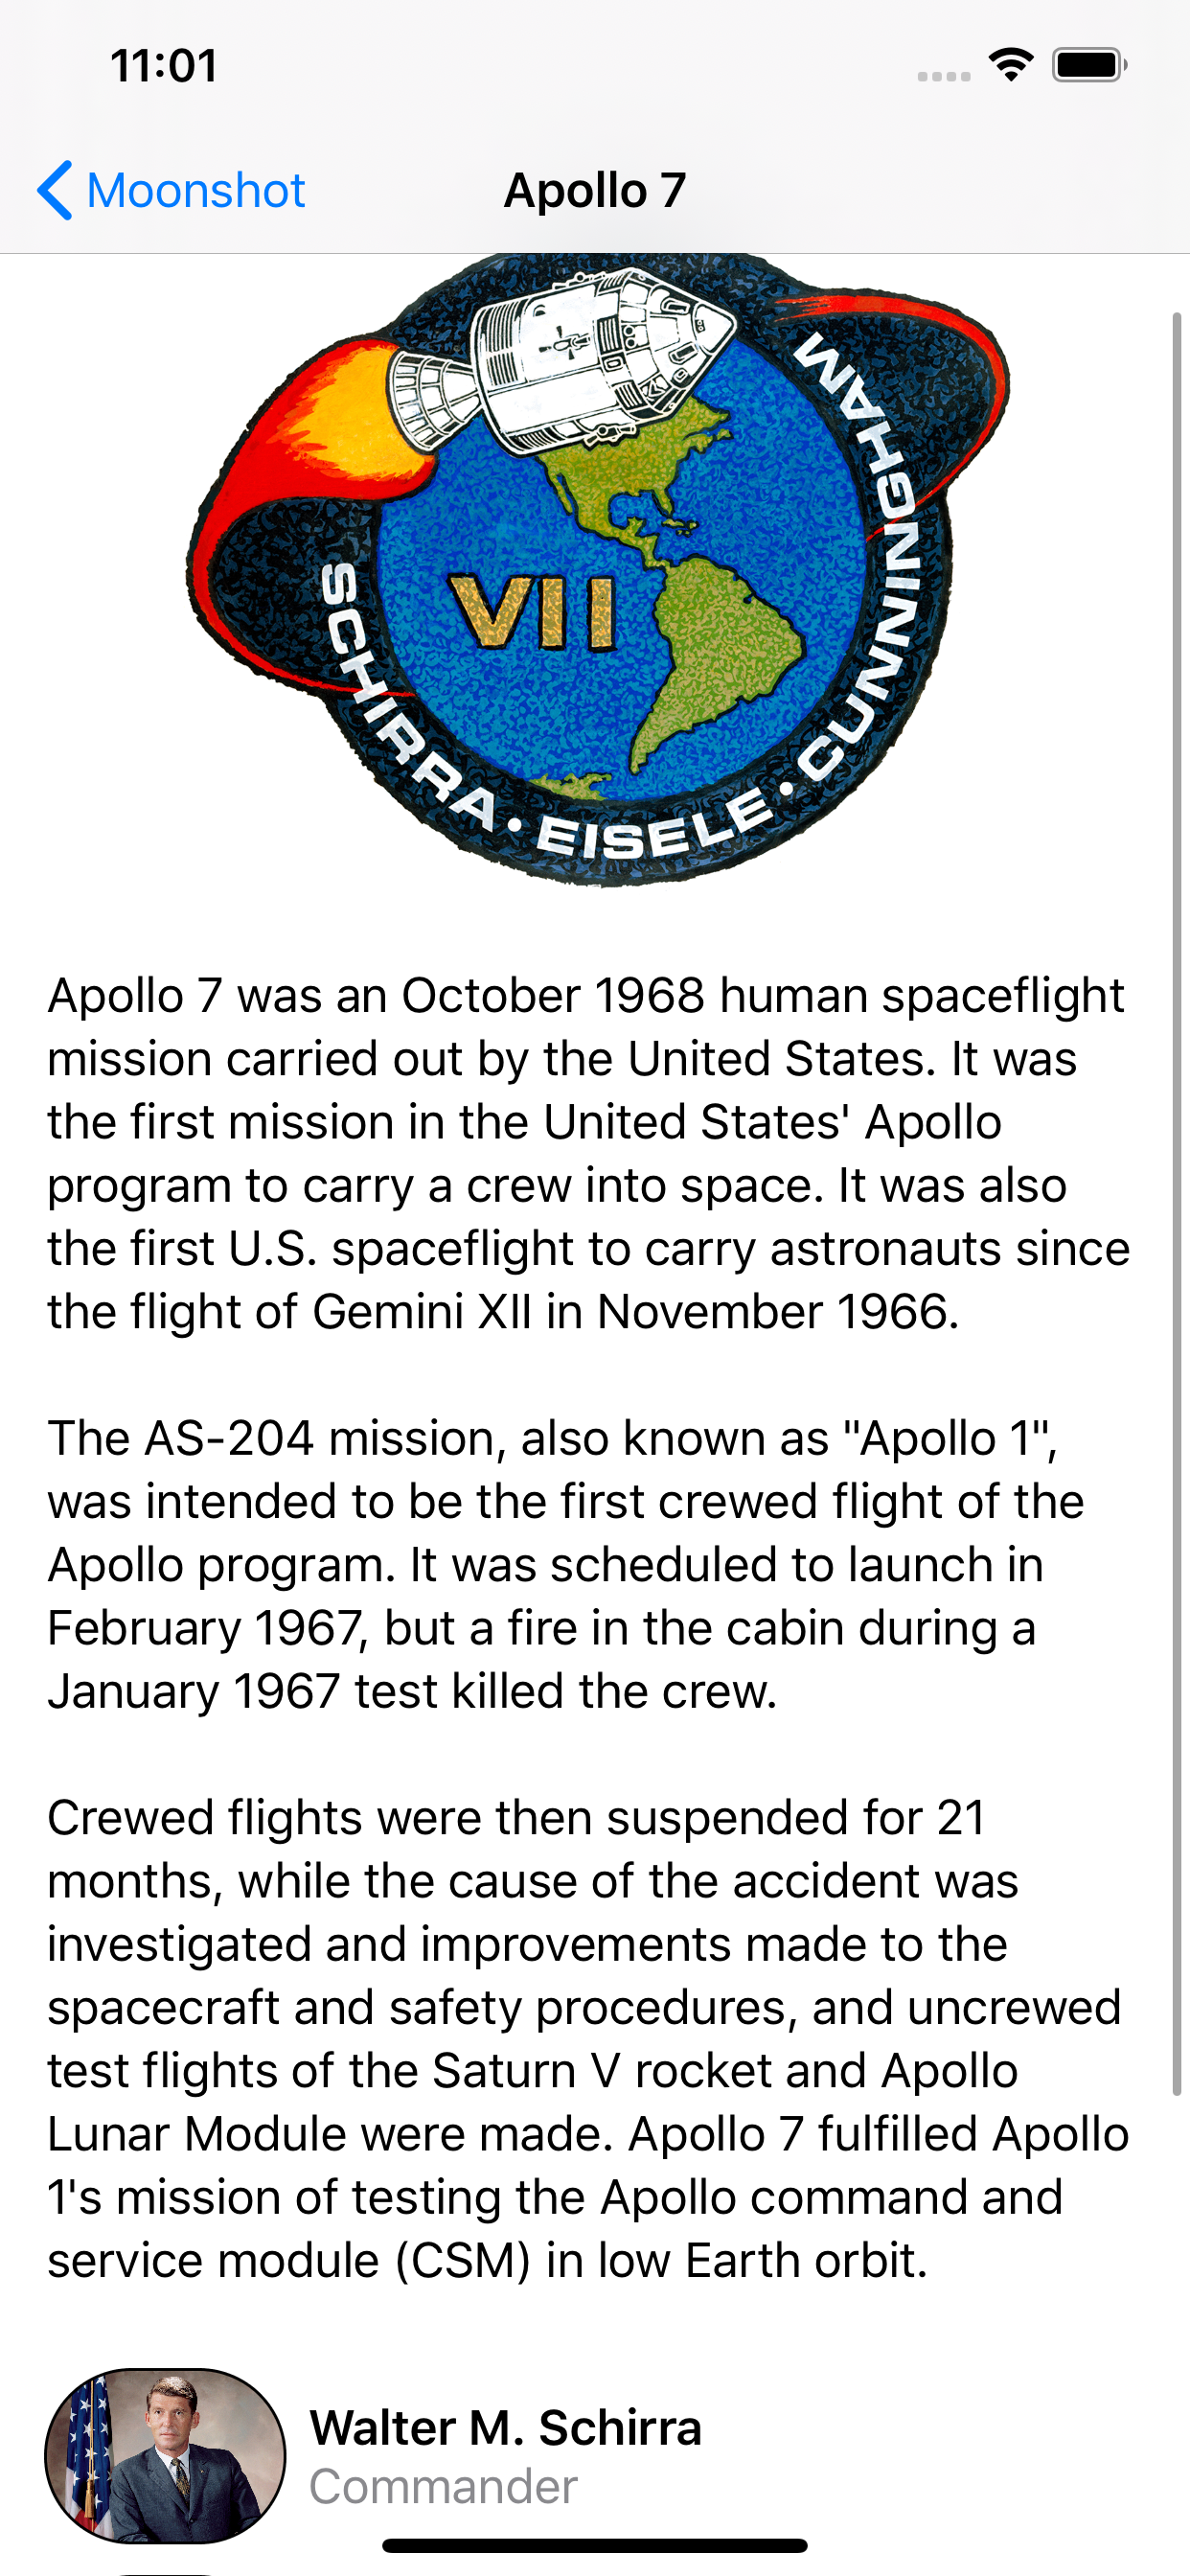 11:01
Moonshot
Apollo 7
SCHIRRA • EISELE • CUNNINGHAM
VII
Apollo 7 was an October 1968 human spaceflight
mission carried out by the United States. It was
the first mission in the United States' Apollo
program to carry a crew into space. It was also
the first U.S. spaceflight to carry astronauts since
the flight of Gemini XII in November 1966.
The AS-204 mission, also known as "Apollo 1",
was intended to be the first crewed flight of the
Apollo program. It was scheduled to launch in
February 1967, but a fire in the cabin during a
January 1967 test killed the crew.
Crewed flights were then suspended for 21
months, while the cause of the accident was
investigated and improvements made to the
spacecraft and safety procedures, and uncrewed
test flights of the Saturn V rocket and Apollo
Lunar Module were made. Apollo 7 fulfilled Apollo
1's mission of testing the Apollo command and
service module (CSM) in low Earth orbit.
Walter M. Schirra
Commander